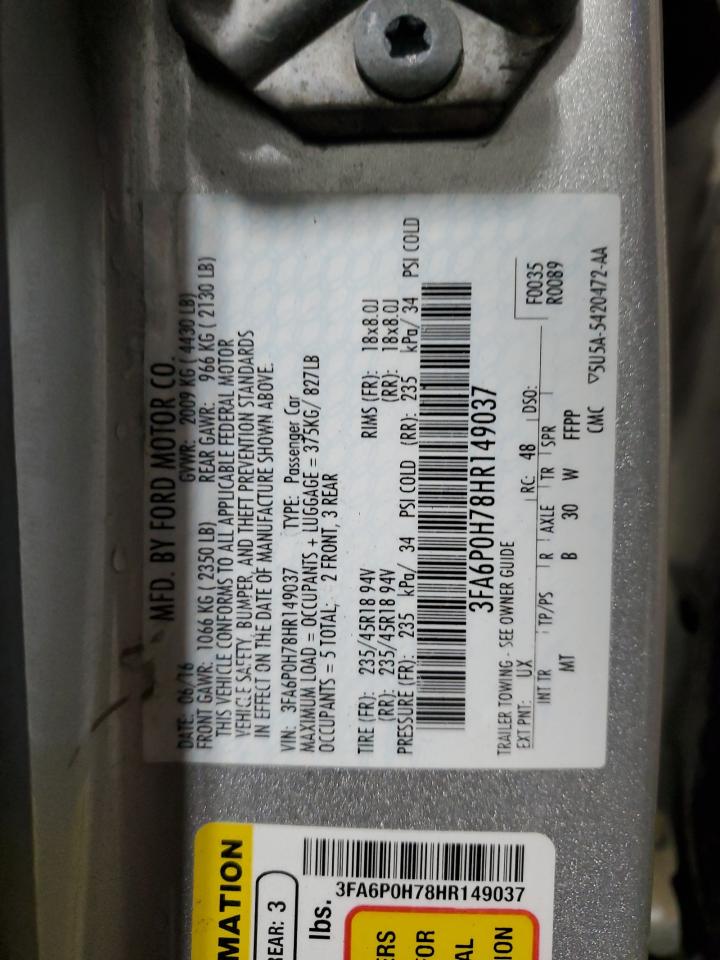 MFD. BY FORD MOTOR CO.
DATE: 06/16 GVWR: 2009 KG ( 4430 LB)
FRONT GAWR: 1066 KG ( 2350 LB) REAR GAWR: 966 KG ( 2130 LB)
THIS VEHICLE CONFORMS TO ALL APPLICABLE FEDERAL MOTOR
VEHICLE SAFETY, BUMPER, AND THEFT PREVENTION STANDARDS
IN EFFECT ON THE DATE OF MANUFACTURE SHOWN ABOVE.
VIN: 3FA6P0H78HR149037 TYPE: Passenger Car
MAXIMUM LOAD = OCCUPANTS + LUGGAGE = 375KG/ 827LB
OCCUPANTS = 5 TOTAL, 2 FRONT, 3 REAR
TIRE (FR): 235/45R18 94V RIMS (FR): 18x8.0J
(RR): 235/45R18 94V (RR): 18x8.0J
PRESSURE (FR): 235 kPa/ 34 PSI COLD (RR): 235 kPa/ 34 PSI COLD
3FA6P0H78HR149037
TRAILER TOWING - SEE OWNER GUIDE F0035
EXT PNT: UX RC: 48 DSO: R0089
INT TR TP/PS R AXLE TR SPR
MT B 30 W FFPP
CMC ▽5U5A-5420472-AA
MATION
REAR: 3
lbs.
3FA6P0H78HR149037
ERS
FOR
AL
ION